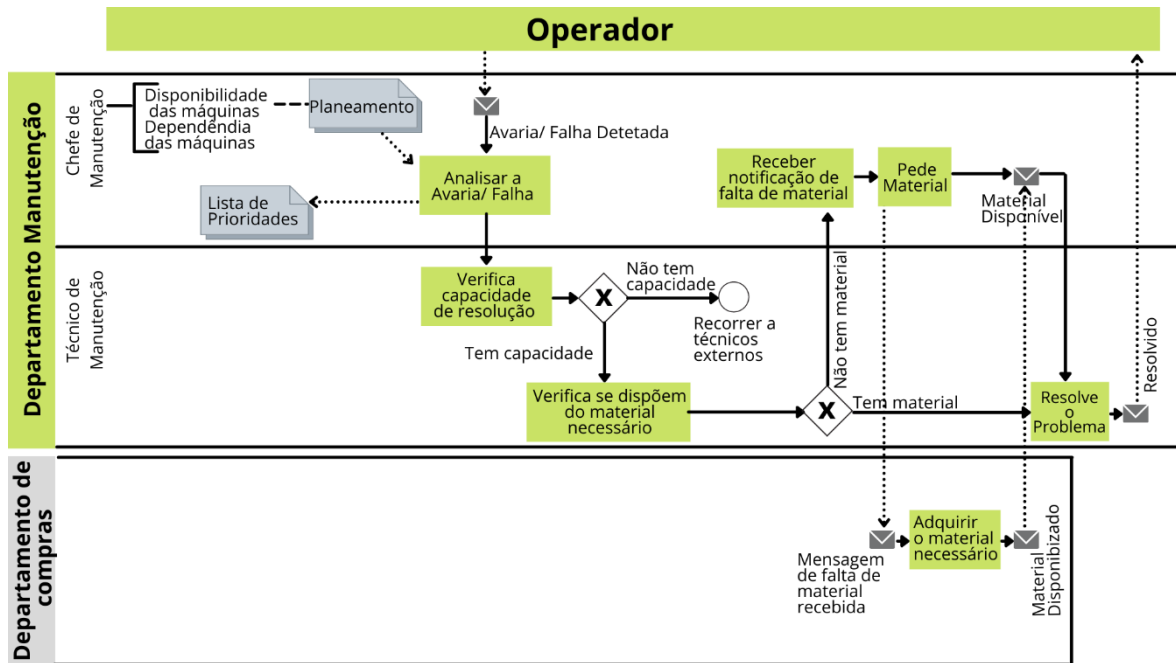 Operador
Departamento Manutenção
Chefe de
Manutenção
Disponibilidade
das máquinas
Dependêndia
das máquinas
Planeamento
Avaria/ Falha Detetada
Analisar a
Avaria/ Falha
Lista de
Prioridades
Receber
notificação de
falta de material
Pede
Material
Material
Disponível
Técnico de
Manutenção
Verifica
capacidade
de resolução
X
Não tem
capacidade
Recorrer a
técnicos
externos
Tem capacidade
Verifica se dispõem
do material
necessário
X
Não tem material
Tem material
Resolve
o
Problema
Resolvido
Departamento de
compras
Mensagem
de falta de
material
recebida
Adquirir
o material
necessário
Material
Disponibizado